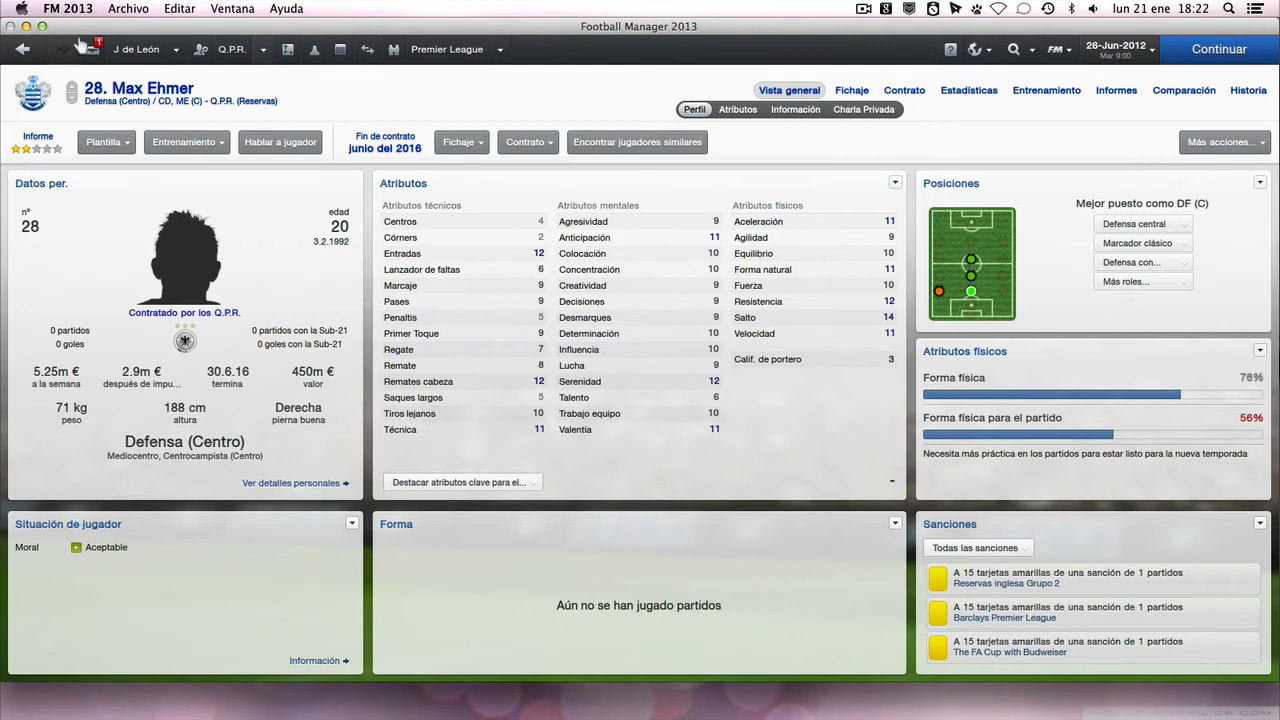 FM 2013 Archivo Editar Ventana Ayuda
lun 21 ene 18:22
Football Manager 2013
1
J de León
Q.P.R.
Premier League
FM
26-Jun-2012
Mar 9:00
Continuar
28. Max Ehmer
Defensa (Centro) / CD, ME (C) - Q.P.R. (Reservas)
Vista general Fichaje Contrato Estadísticas Entrenamiento Informes Comparación Historia
Perfil Atributos Información Charla Privada
Informe
Plantilla
Entrenamiento
Hablar a jugador
Fin de contrato
junio del 2016
Fichaje
Contrato
Encontrar jugadores similares
Más acciones...
Datos per.
nº
28
edad
20
3.2.1992
Contratado por los Q.P.R.
0 partidos
0 goles
0 partidos con la Sub-21
0 goles con la Sub-21
5.25m € 2.9m € 30.6.16 450m €
a la semana después de impu... termina valor
71 kg 188 cm Derecha
peso altura pierna buena
Defensa (Centro)
Mediocentro, Centrocampista (Centro)
Ver detalles personales
Atributos
Atributos técnicos
Centros 4
Córners 2
Entradas 12
Lanzador de faltas 6
Marcaje 9
Pases 9
Penaltis 5
Primer Toque 9
Regate 7
Remate 8
Remates cabeza 12
Saques largos 5
Tiros lejanos 10
Técnica 11
Atributos mentales
Agresividad 9
Anticipación 11
Colocación 10
Concentración 10
Creatividad 9
Decisiones 9
Desmarques 9
Determinación 10
Influencia 10
Lucha 9
Serenidad 12
Talento 6
Trabajo equipo 10
Valentía 11
Atributos físicos
Aceleración 11
Agilidad 9
Equilibrio 10
Forma natural 11
Fuerza 10
Resistencia 12
Salto 14
Velocidad 11
Calif. de portero 3
Destacar atributos clave para el...
-
Posiciones
Mejor puesto como DF (C)
Defensa central
Marcador clásico
Defensa con...
Más roles...
Atributos físicos
Forma física 76%
Forma física para el partido 56%
Necesita más práctica en los partidos para estar listo para la nueva temporada
Situación de jugador
Moral Aceptable
Información
Forma
Aún no se han jugado partidos
Sanciones
Todas las sanciones
A 15 tarjetas amarillas de una sanción de 1 partidos
Reservas inglesa Grupo 2
A 15 tarjetas amarillas de una sanción de 1 partidos
Barclays Premier League
A 15 tarjetas amarillas de una sanción de 1 partidos
The FA Cup with Budweiser